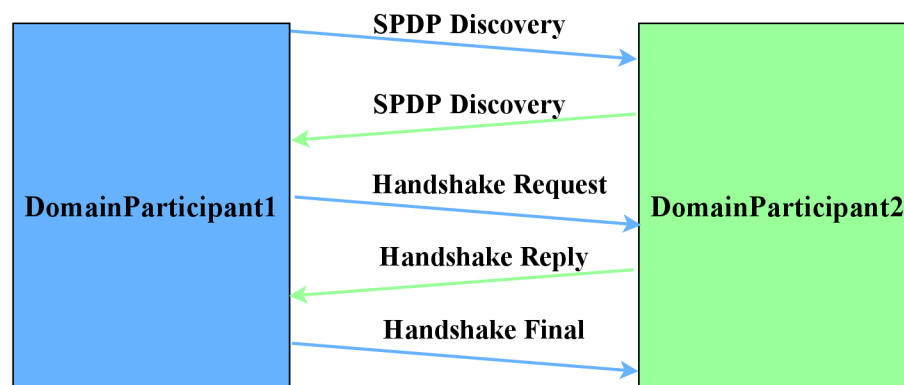 SPDP Discovery
SPDP Discovery
Handshake Request
DomainParticipant1
DomainParticipant2
Handshake Reply
Handshake Final